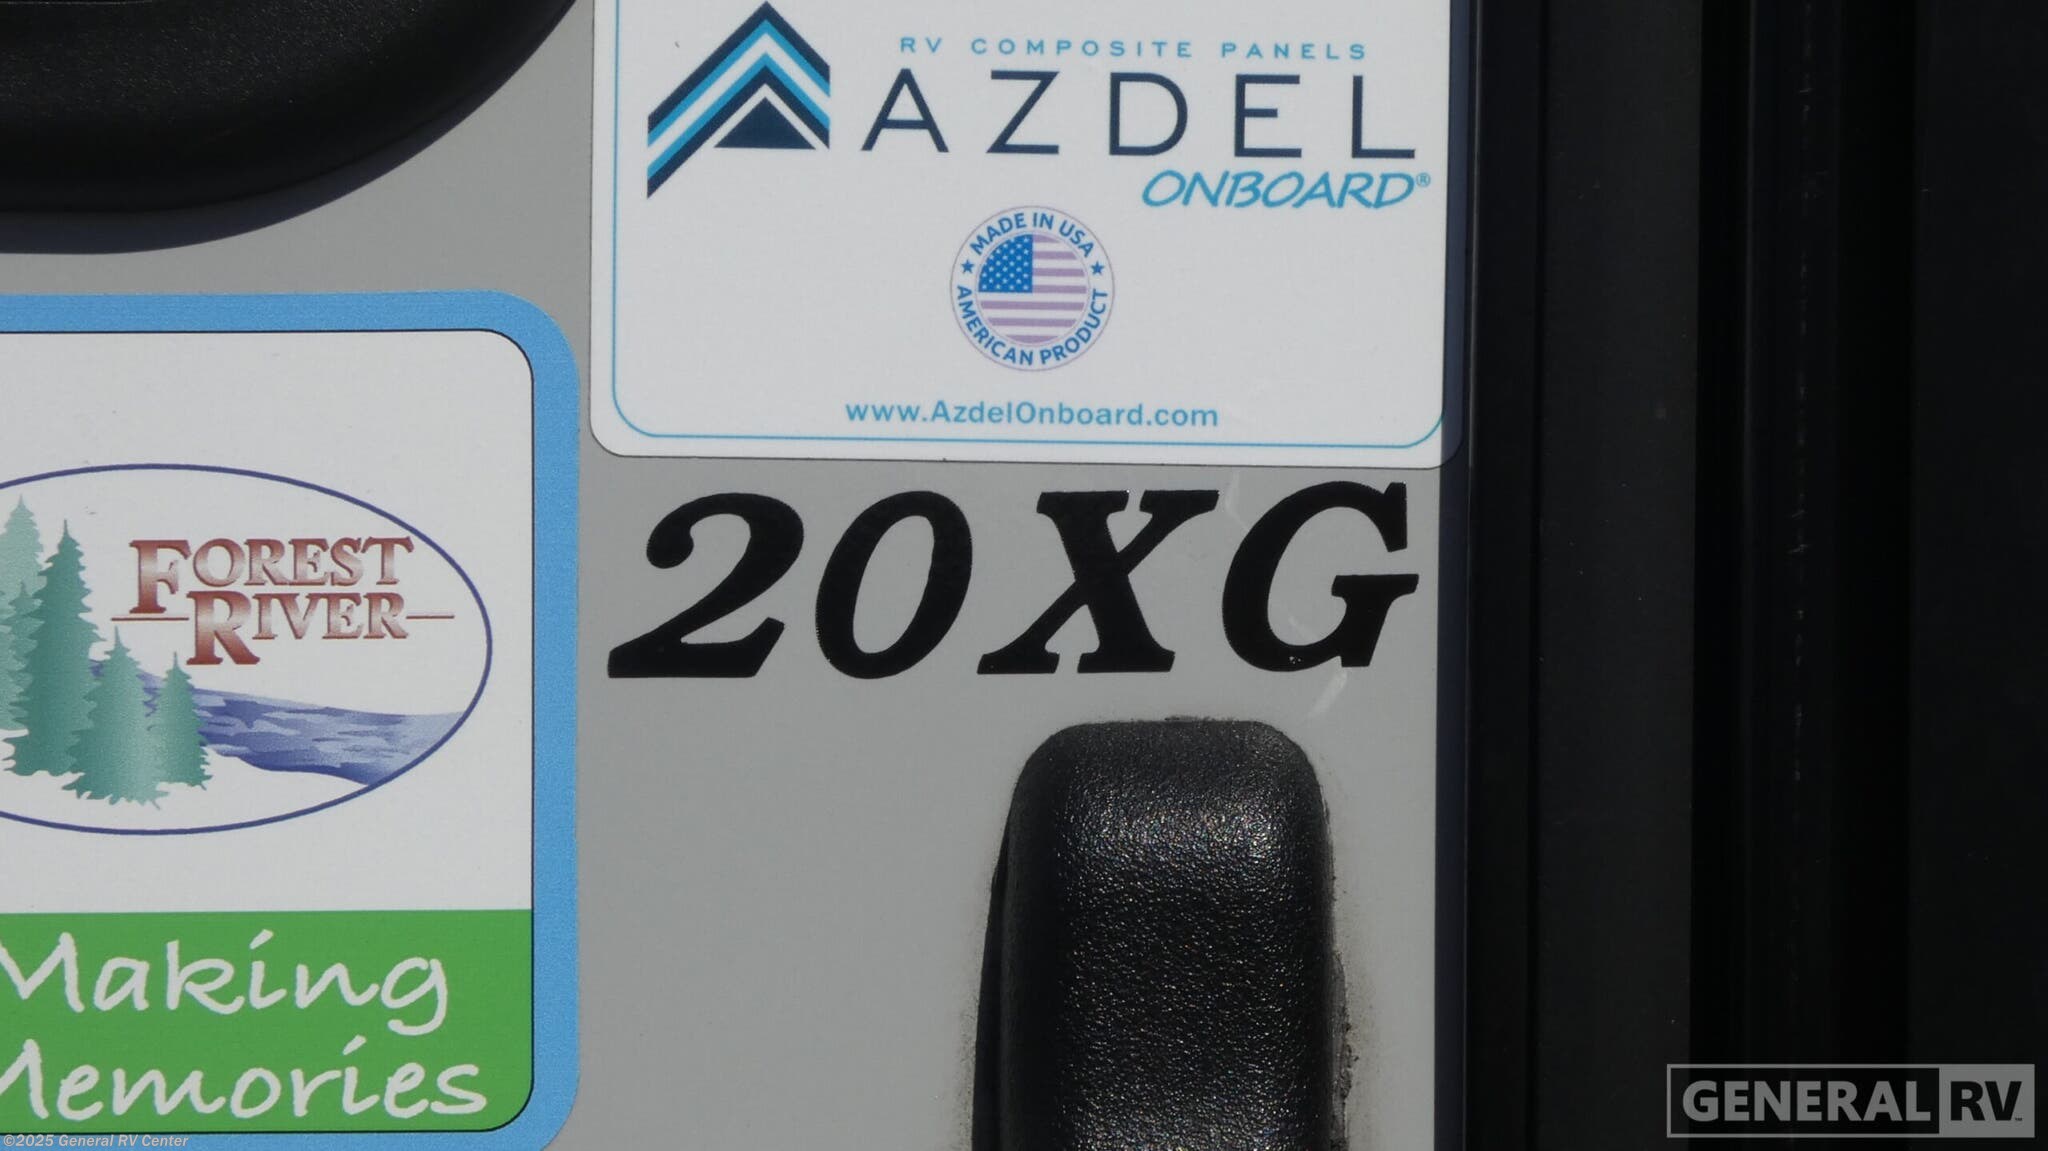 RV COMPOSITE PANELS
AZDEL
ONBOARD®
MADE IN USA
AMERICAN PRODUCT
www.AzdelOnboard.com
20XG
FOREST
RIVER
Making
Memories
GENERAL RV
©2025 General RV Center